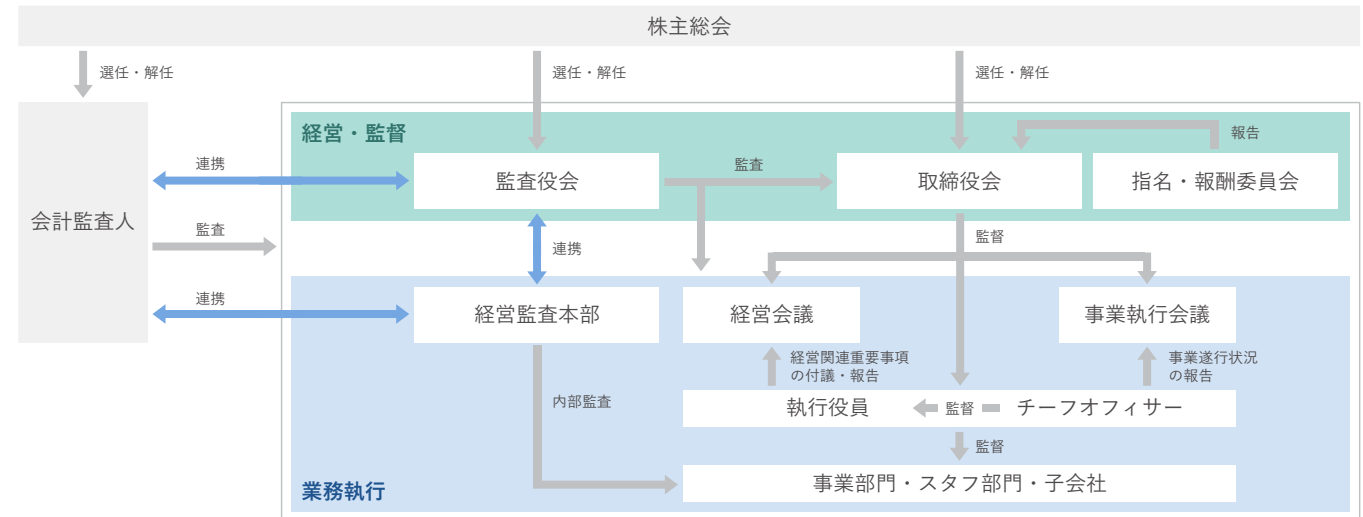 株主総会
選任・解任
選任・解任
選任・解任
経営・監督
報告
連携
監査役会
監査
取締役会
指名・報酬委員会
会計監査人
監査
連携
監督
連携
経営監査本部
経営会議
事業執行会議
経営関連重要事項
の付議・報告
事業遂行状況
の報告
内部監査
執行役員
監督
チーフオフィサー
監督
事業部門・スタフ部門・子会社
業務執行